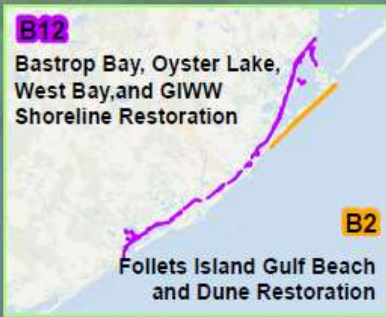 B12
Bastrop Bay, Oyster Lake,
West Bay,and GIWW
Shoreline Restoration
B2
Follets Island Gulf Beach
and Dune Restoration